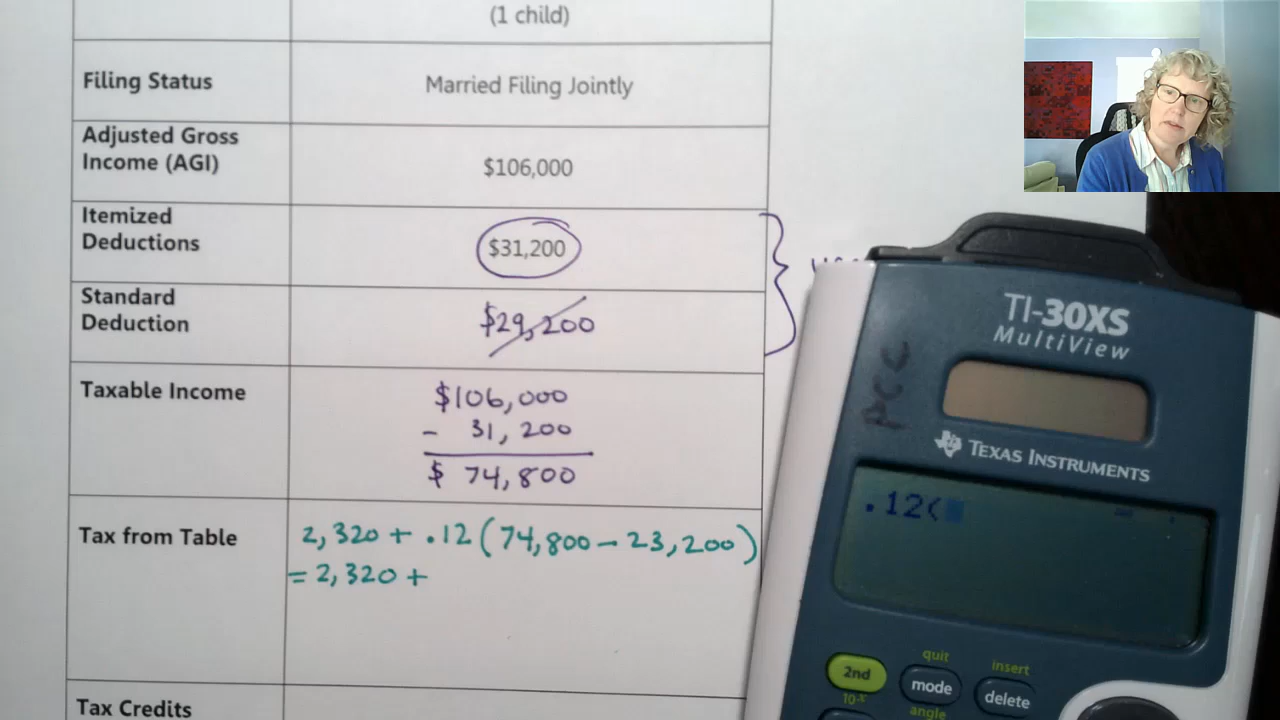 (1 child)
Filing Status
Married Filing Jointly
Adjusted Gross
Income (AGI)
$106,000
Itemized
Deductions
$31,200
Standard
Deduction
$29,200
Taxable Income
$106,000
- 31,200
$ 74,800
Tax from Table
2,320 + .12 (74,800 - 23,200)
= 2,320 +
Tax Credits
TI-30XS
MultiView
PCC
TEXAS INSTRUMENTS
.12(
2nd
quit
mode
insert
delete
10ˣ
angle